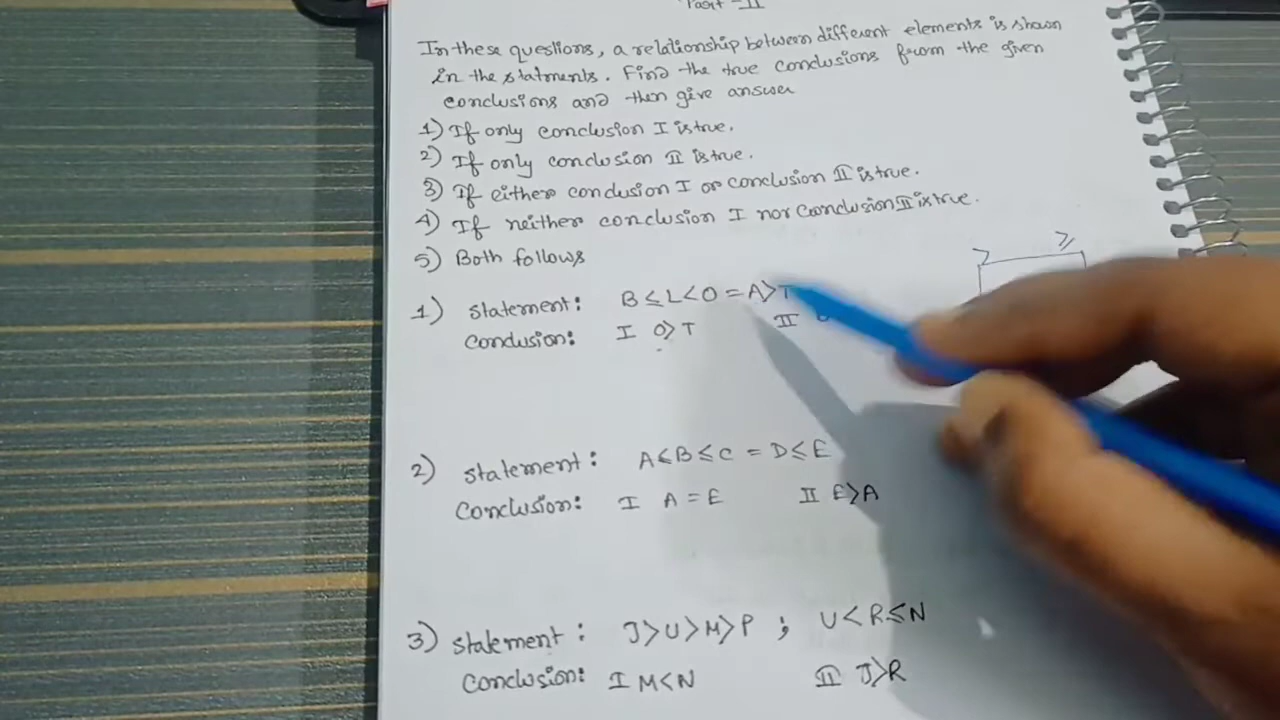 Part - II
In these questions, a relationship between different elements is shown
in the statments. Find the true conclusions from the given
conclusions and then give answer
1) If only conclusion I is true.
2) If only conclusion II is true.
3) If either conclusion I or conclusion II is true.
4) If neither conclusion I nor conclusion II is true.
5) Both follows
> ≥
1) Statement: B ≤ L < O = A > T
Conclusion: I O > T II
2) Statement: A < B ≤ C = D ≤ E
Conclusion: I A = E II E > A
3) Statement: J > U > M > P ; U < R ≤ N
Conclusion: I M < N II J > R